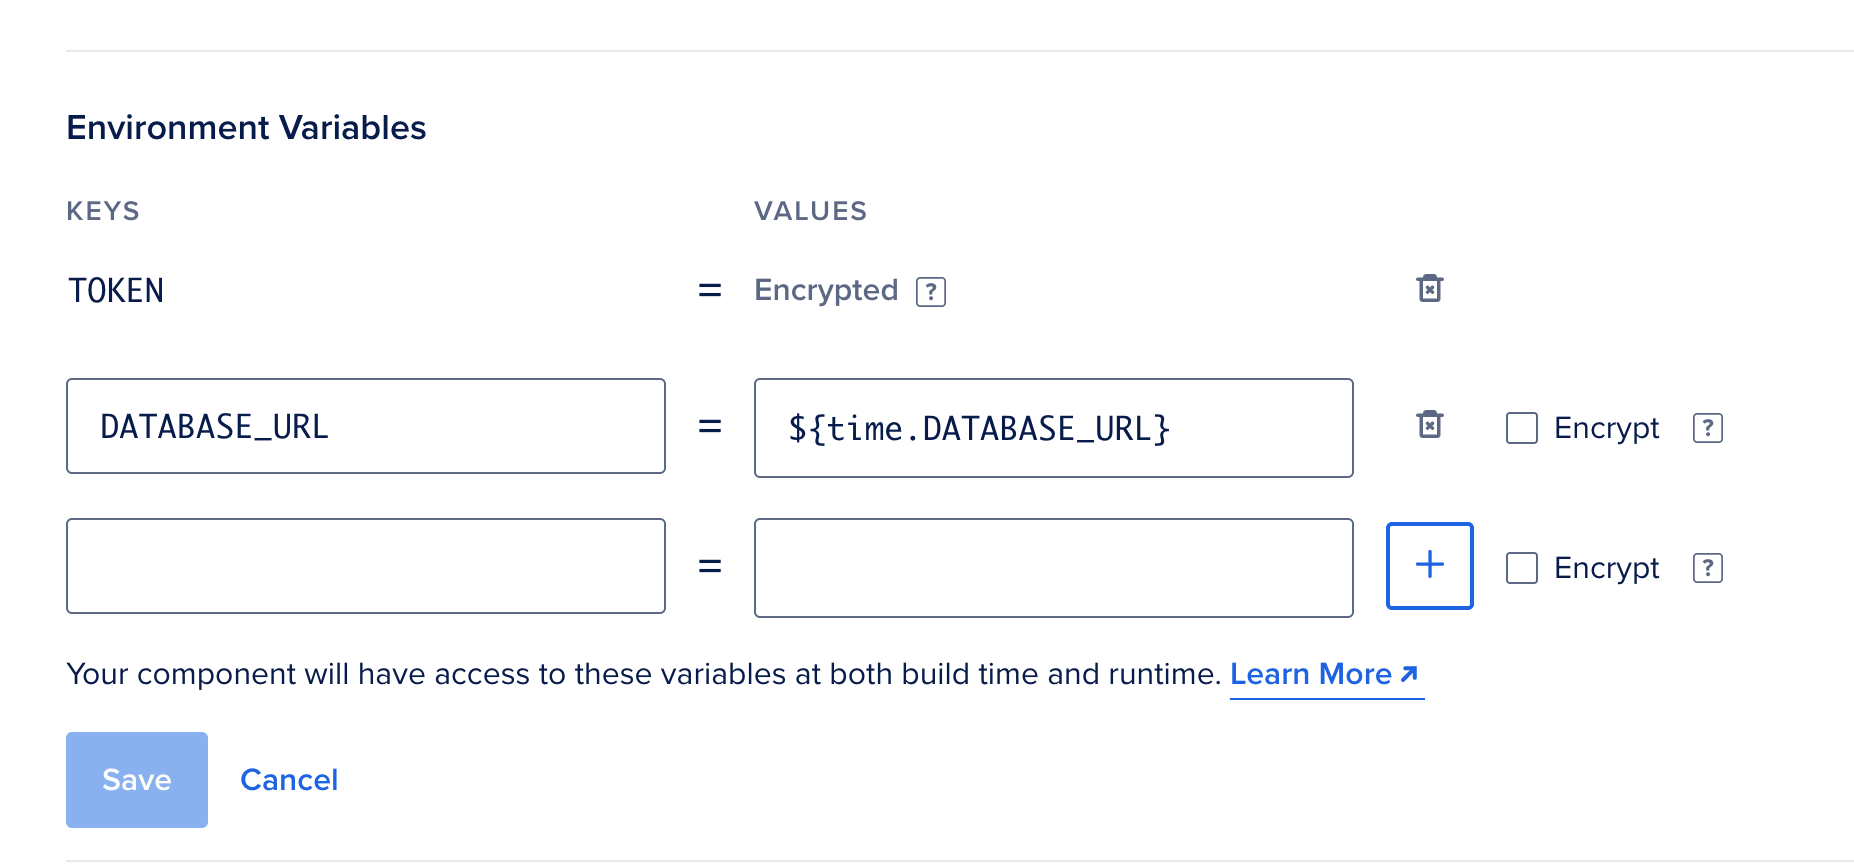 Environment Variables
KEYS VALUES
TOKEN = Encrypted ?
DATABASE_URL = ${time.DATABASE_URL} Encrypt ?
= + Encrypt ?
Your component will have access to these variables at both build time and runtime. Learn More
Save Cancel